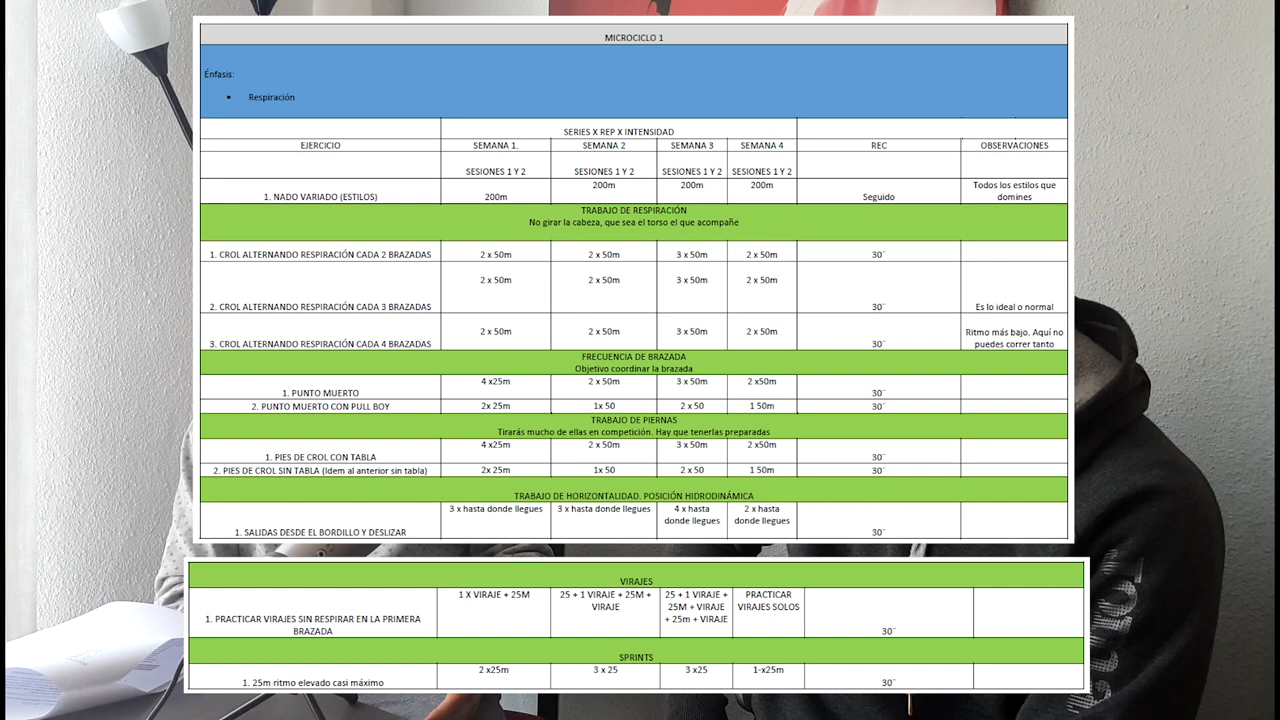 MICROCICLO 1
Énfasis:
• Respiración
SERIES X REP X INTENSIDAD
EJERCICIO SEMANA 1. SEMANA 2 SEMANA 3 SEMANA 4 REC OBSERVACIONES
SESIONES 1 Y 2 SESIONES 1 Y 2 SESIONES 1 Y 2 SESIONES 1 Y 2
1. NADO VARIADO (ESTILOS) 200m 200m 200m 200m Seguido Todos los estilos que
domines
TRABAJO DE RESPIRACIÓN
No girar la cabeza, que sea el torso el que acompañe
1. CROL ALTERNANDO RESPIRACIÓN CADA 2 BRAZADAS 2 x 50m 2 x 50m 3 x 50m 2 x 50m 30¨
2. CROL ALTERNANDO RESPIRACIÓN CADA 3 BRAZADAS 2 x 50m 2 x 50m 3 x 50m 2 x 50m 30¨ Es lo ideal o normal
3. CROL ALTERNANDO RESPIRACIÓN CADA 4 BRAZADAS 2 x 50m 2 x 50m 3 x 50m 2 x 50m 30¨ Ritmo más bajo. Aquí no
puedes correr tanto
FRECUENCIA DE BRAZADA
Objetivo coordinar la brazada
1. PUNTO MUERTO 4 x25m 2 x 50m 3 x 50m 2 x50m 30¨
2. PUNTO MUERTO CON PULL BOY 2x 25m 1x 50 2 x 50 1 50m 30¨
TRABAJO DE PIERNAS
Tirarás mucho de ellas en competición. Hay que tenerlas preparadas
1. PIES DE CROL CON TABLA 4 x25m 2 x 50m 3 x 50m 2 x50m 30¨
2. PIES DE CROL SIN TABLA (Idem al anterior sin tabla) 2x 25m 1x 50 2 x 50 1 50m 30¨
TRABAJO DE HORIZONTALIDAD. POSICIÓN HIDRODINÁMICA
1. SALIDAS DESDE EL BORDILLO Y DESLIZAR 3 x hasta donde llegues 3 x hasta donde llegues 4 x hasta 2 x hasta 30¨
donde llegues donde llegues
VIRAJES
1 X VIRAJE + 25M 25 + 1 VIRAJE + 25M + 25 + 1 VIRAJE + PRACTICAR
VIRAJE 25M + VIRAJE VIRAJES SOLOS
1. PRACTICAR VIRAJES SIN RESPIRAR EN LA PRIMERA + 25m + VIRAJE
BRAZADA 30¨
SPRINTS
1. 25m ritmo elevado casi máximo 2 x25m 3 x 25 3 x25 1-x25m 30¨